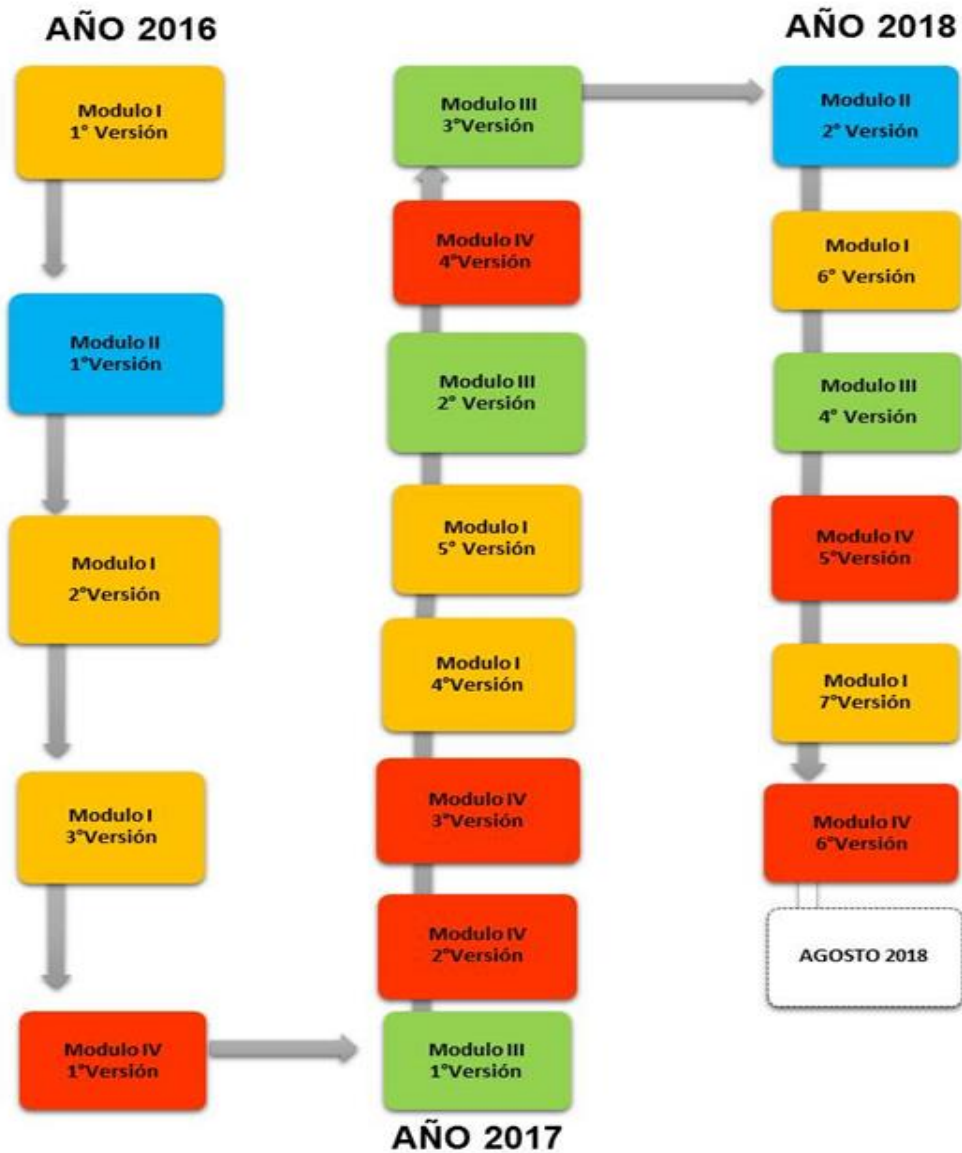 AÑO 2016
Modulo I
1° Versión
Modulo II
1°Versión
Modulo I
2°Versión
Modulo I
3°Versión
Modulo IV
1°Versión
AÑO 2017
Modulo III
1°Versión
Modulo IV
2°Versión
Modulo IV
3°Versión
Modulo I
4°Versión
Modulo I
5° Versión
Modulo III
2° Versión
Modulo IV
4°Versión
Modulo III
3°Versión
AÑO 2018
Modulo II
2° Versión
Modulo I
6° Versión
Modulo III
4° Versión
Modulo IV
5°Versión
Modulo I
7°Versión
Modulo IV
6°Versión
AGOSTO 2018